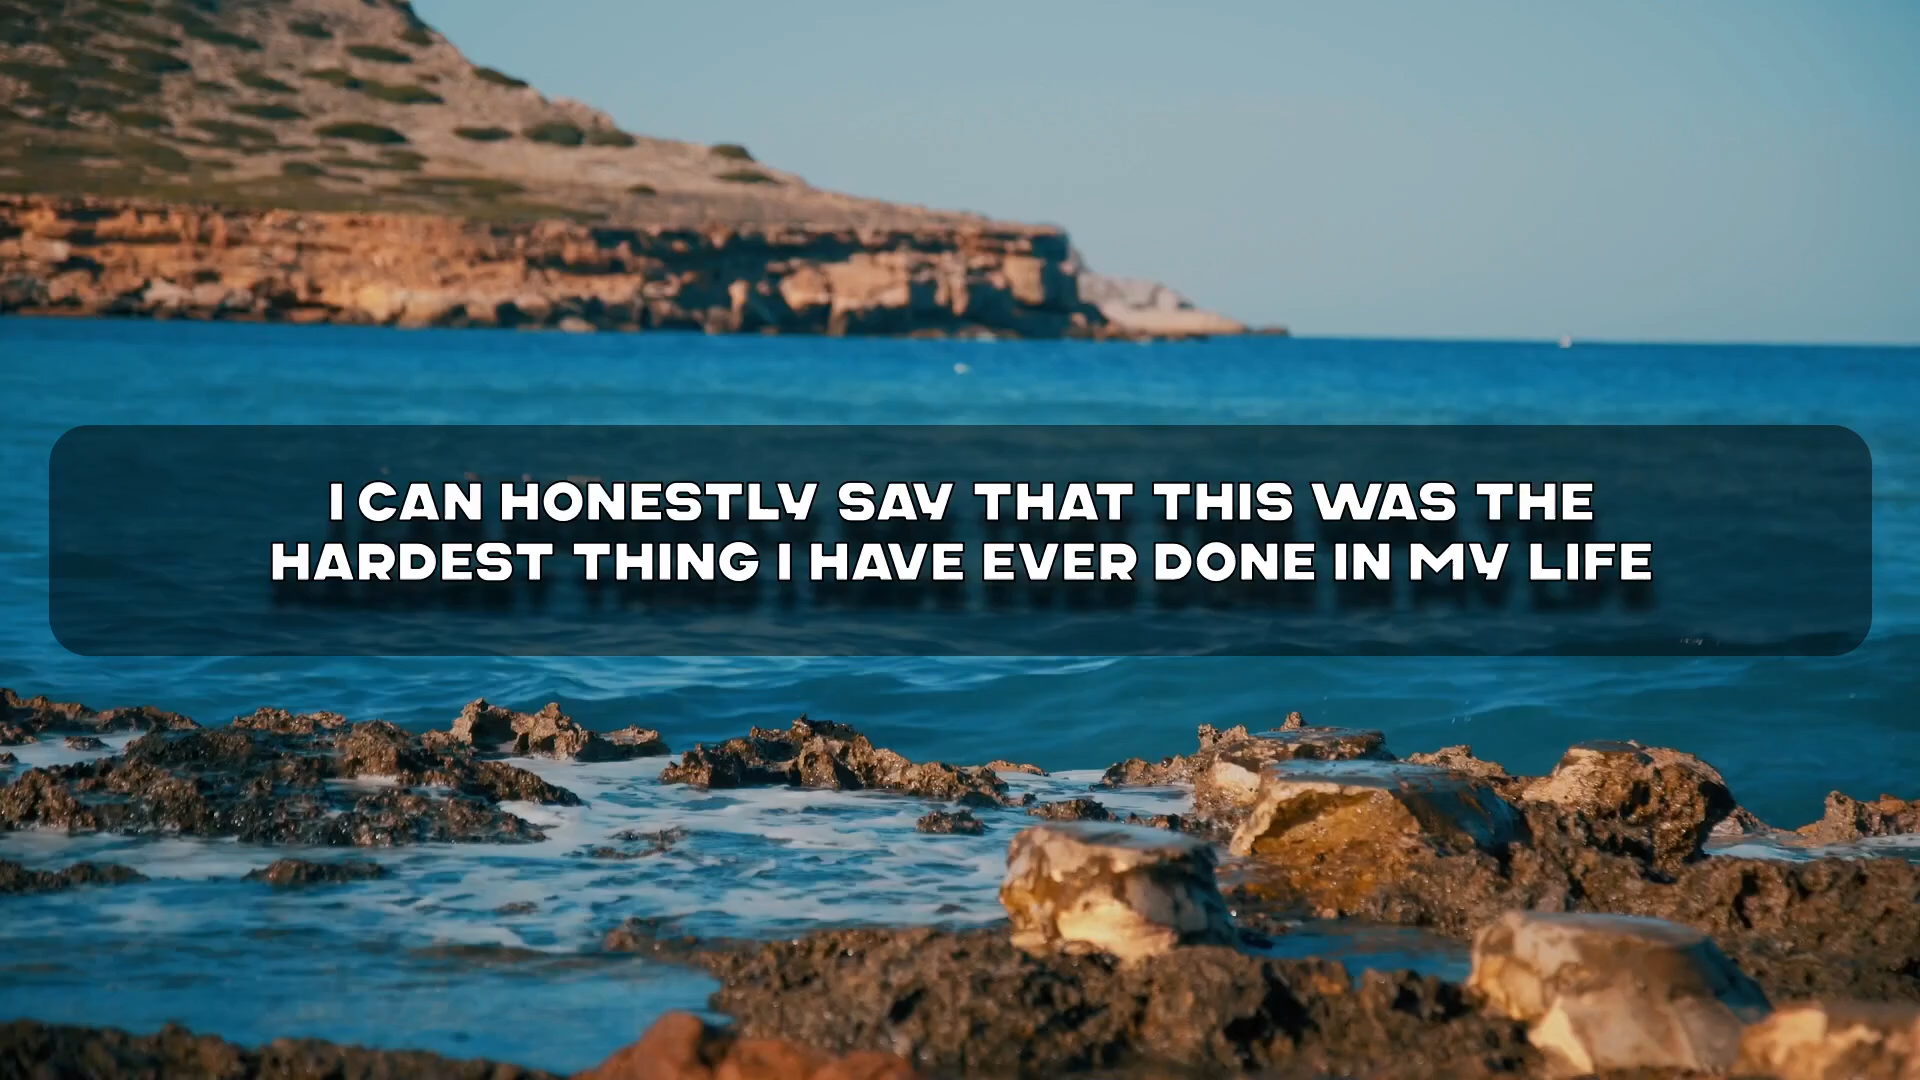 I CAN HONESTLY SAY THAT THIS WAS THE
HARDEST THING I HAVE EVER DONE IN MY LIFE